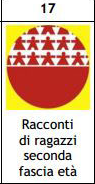 17
Racconti
di ragazzi
seconda
fascia età